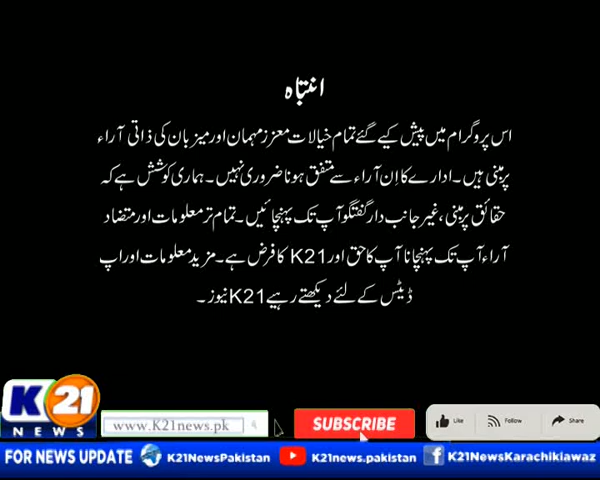 انتباہ
اس پروگرام میں پیش کیے گئے تمام خیالات معزز مہمان اور میزبان کی ذاتی آراء
پر مبنی ہیں۔ ادارے کا اِن آراء سے متفق ہونا ضروری نہیں۔ ہماری کوشش ہے کہ
حقائق پر مبنی، غیر جانب دار گفتگو آپ تک پہنچائیں۔ تمام تر معلومات اور متضاد
آراء آپ تک پہنچانا آپ کا حق اور K21 کا فرض ہے۔ مزید معلومات اور اپ
ڈیٹس کے لئے دیکھتے رہیے K21 نیوز۔
K21
NEWS
www.K21news.pk
SUBSCRIBE
Like
Follow
Share
FOR NEWS UPDATE
K21NewsPakistan
K21news.pakistan
K21NewsKarachikiawaz